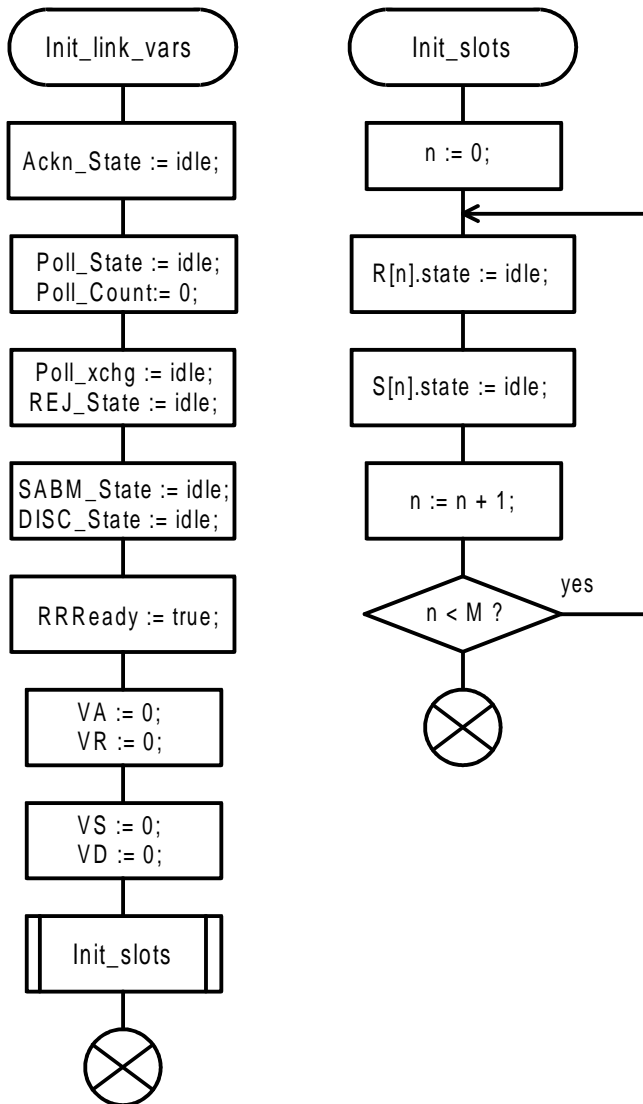 Init_link_vars
Ackn_State := idle;
Poll_State := idle;
Poll_Count:= 0;
Poll_xchg := idle;
REJ_State := idle;
SABM_State := idle;
DISC_State := idle;
RRReady := true;
VA := 0;
VR := 0;
VS := 0;
VD := 0;
Init_slots
Init_slots
n := 0;
R[n].state := idle;
S[n].state := idle;
n := n + 1;
n < M ?
yes